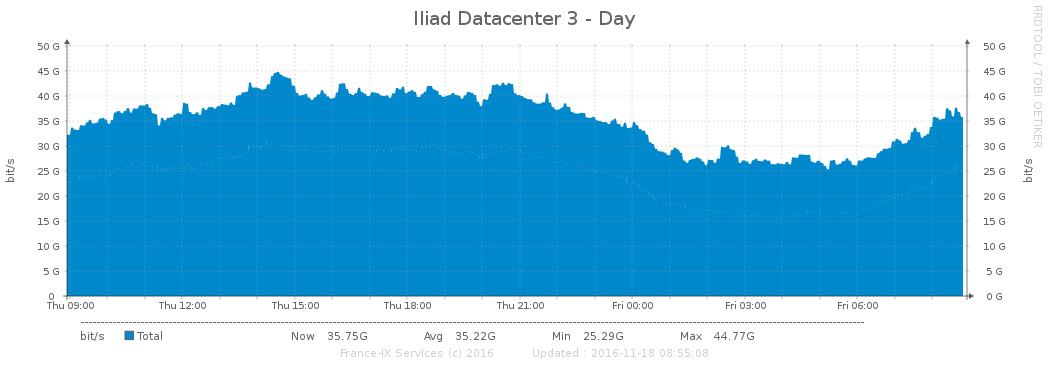 Iliad Datacenter 3 - Day
RRDTOOL / TOBI OETIKER
50 G 50 G
45 G 45 G
40 G 40 G
35 G 35 G
30 G 30 G
25 G 25 G
20 G 20 G
15 G 15 G
10 G 10 G
5 G 5 G
0 0 G
bit/s bit/s
Thu 09:00 Thu 12:00 Thu 15:00 Thu 18:00 Thu 21:00 Fri 00:00 Fri 03:00 Fri 06:00
bit/s Total Now 35.75G Avg 35.22G Min 25.29G Max 44.77G
France-IX Services (c) 2016 Updated : 2016-11-18 08:55:08